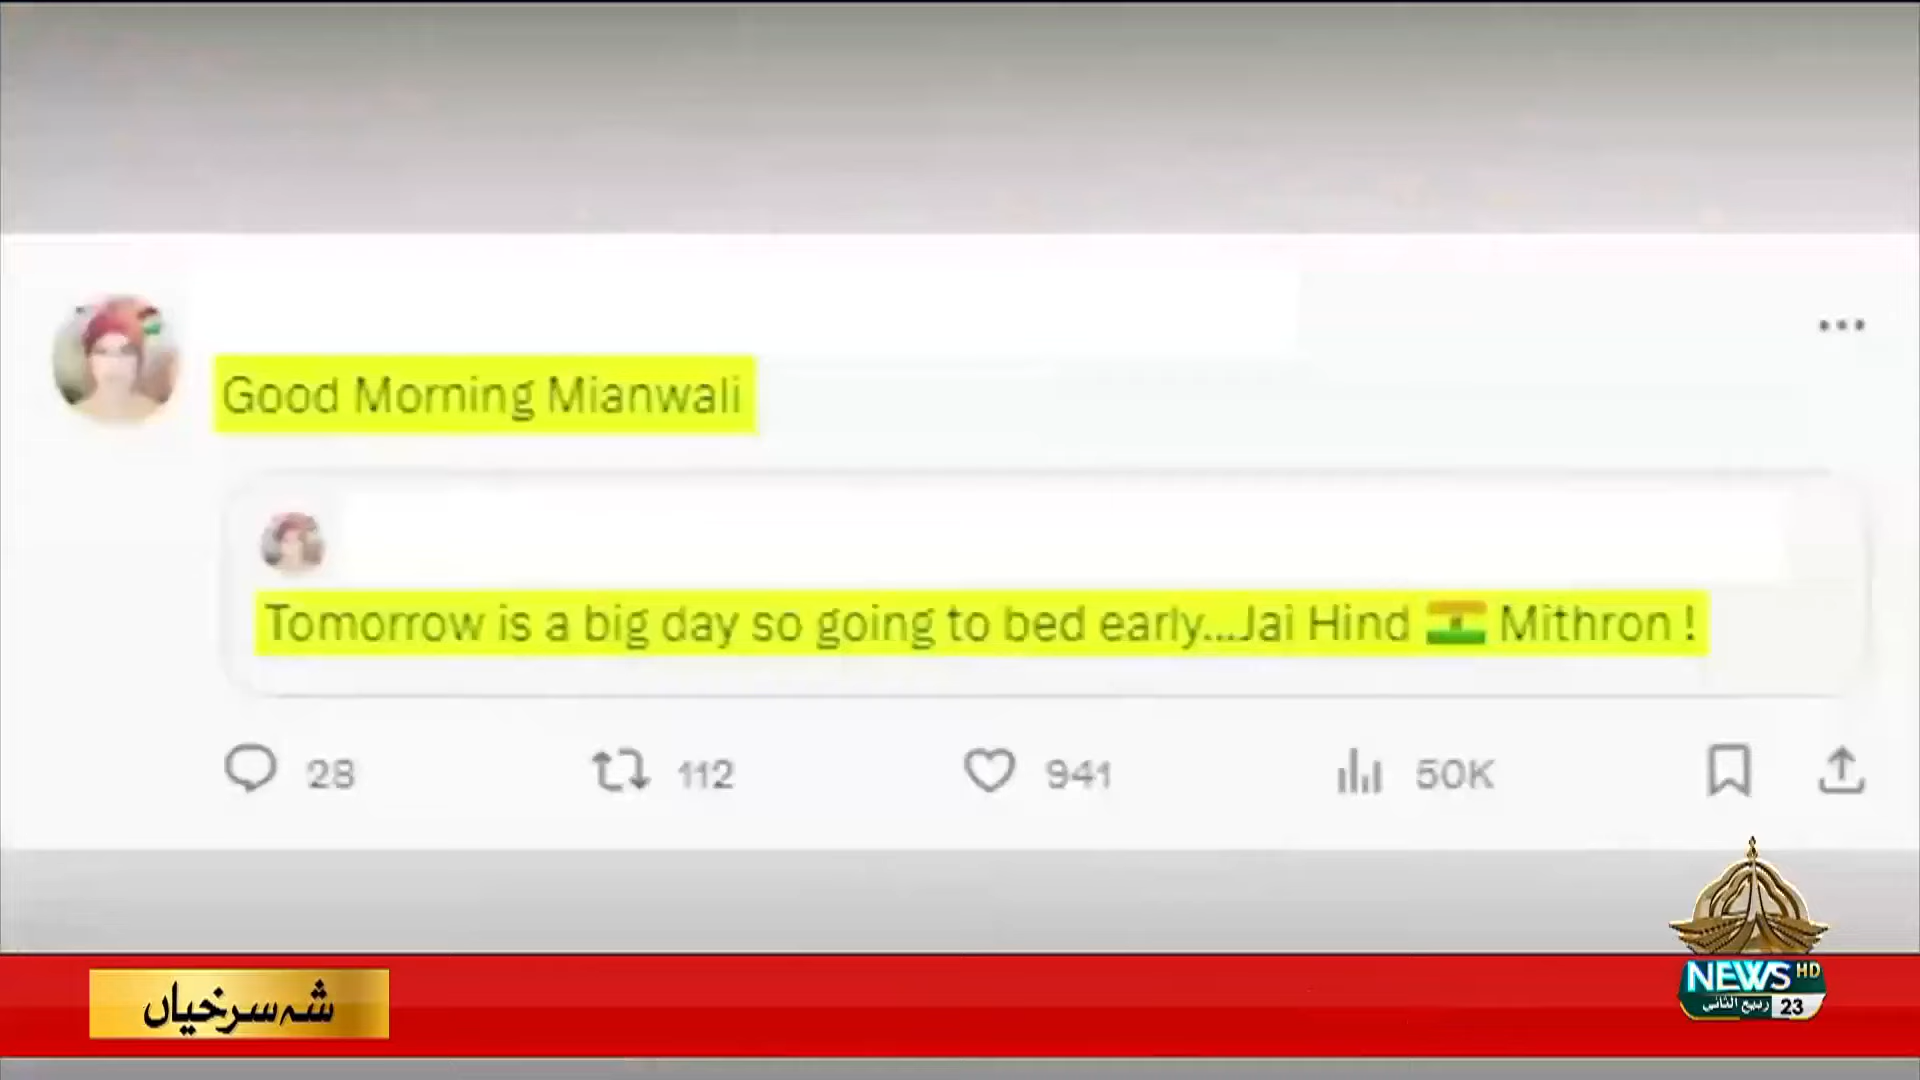 Good Morning Mianwali
Tomorrow is a big day so going to bed early...Jai Hind 🇮🇳 Mithron !
28
112
941
50K
شہ سرخیاں
NEWS HD
23 ربیع الثانی